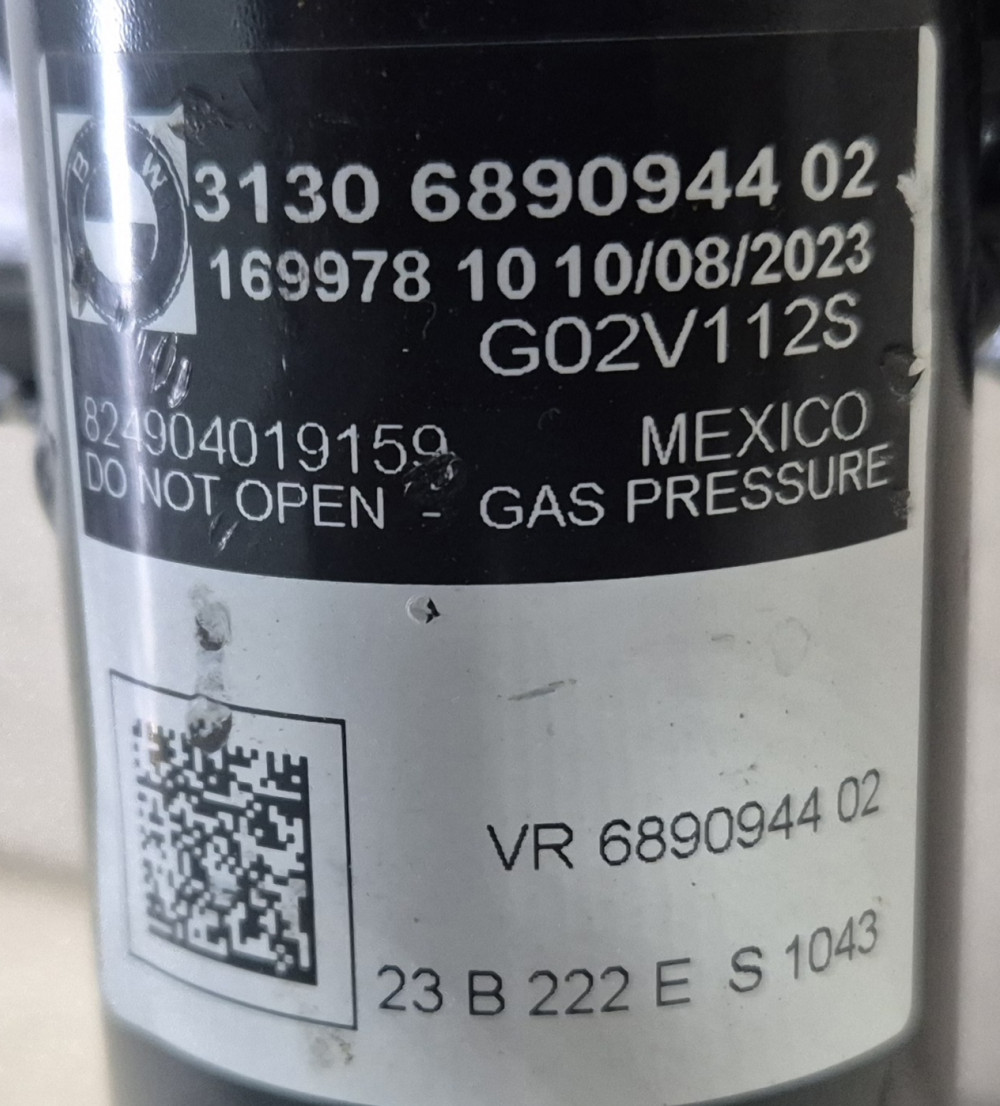 BMW
3130 6890944 02
169978 10 10/08/2023
G02V112S
824904019159 MEXICO
DO NOT OPEN - GAS PRESSURE
VR 6890944 02
23 B 222 E S 1043